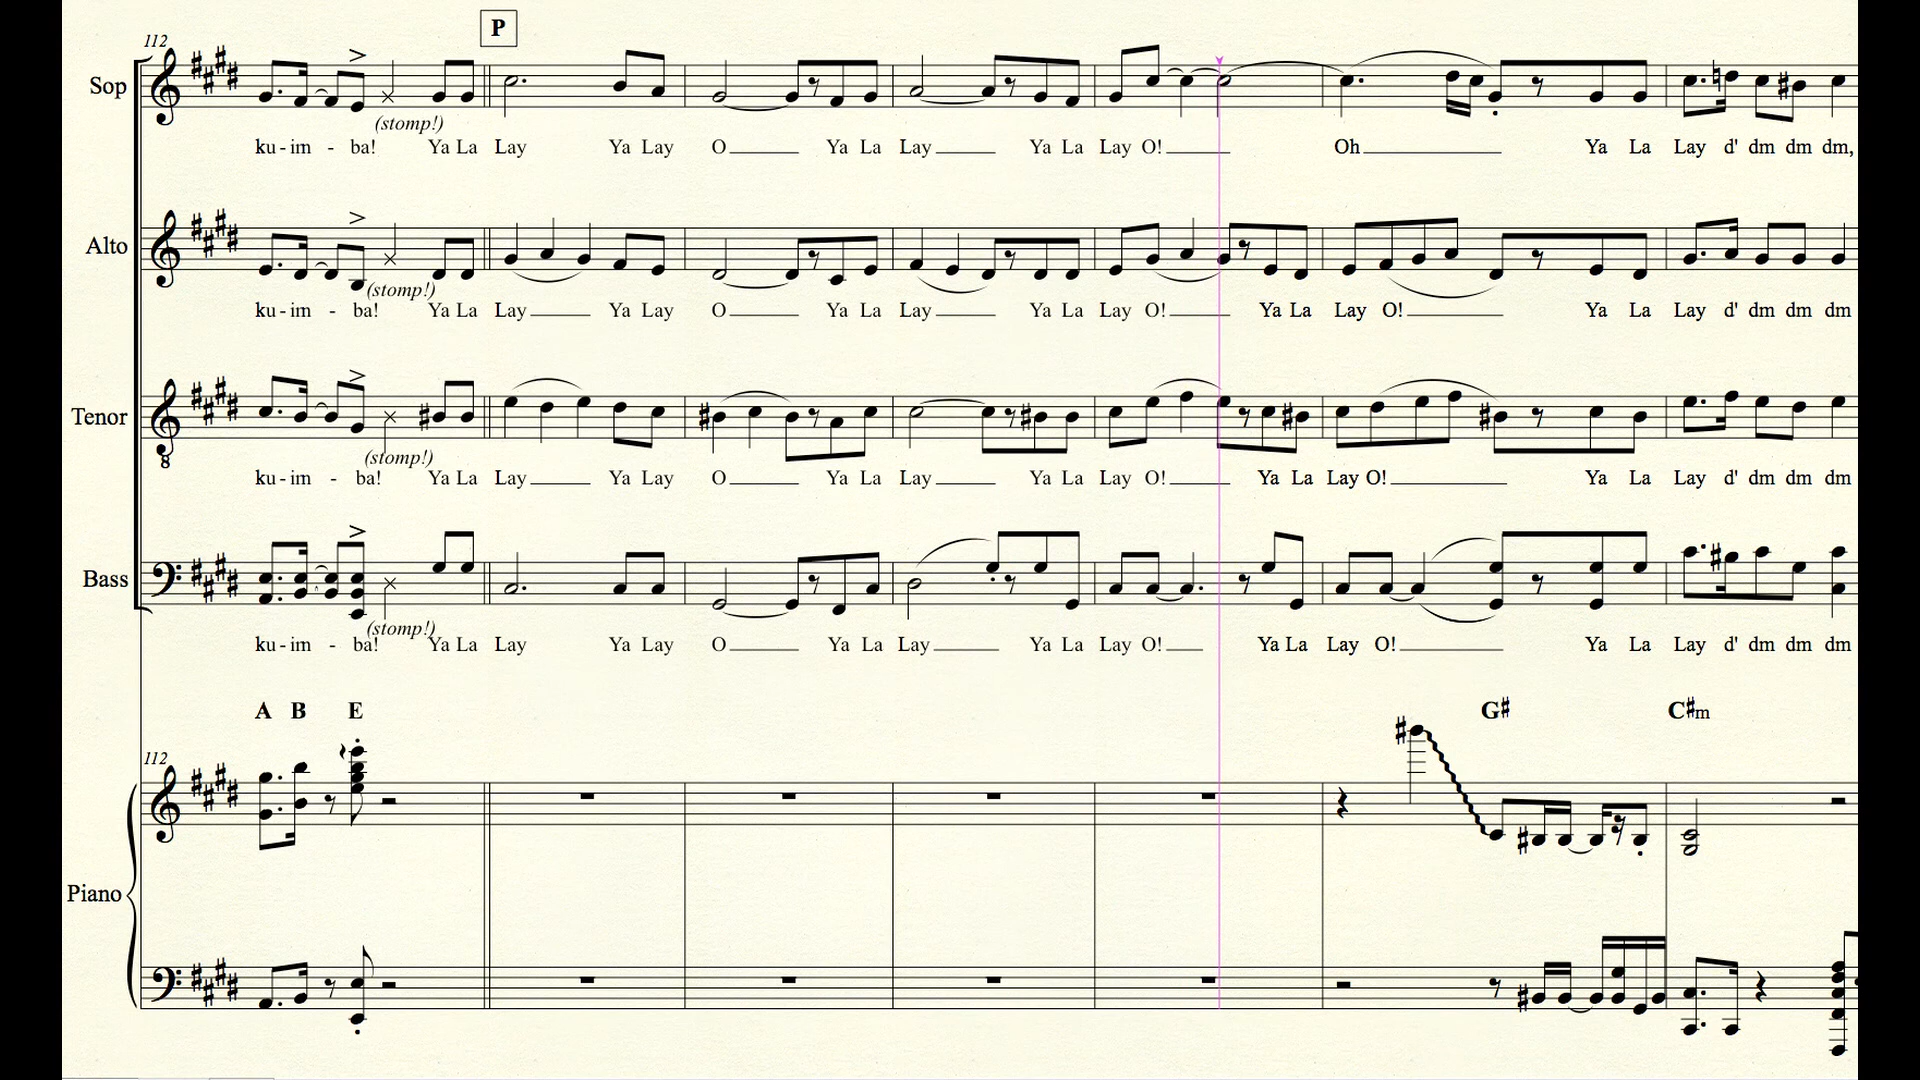 P
112
Sop
(stomp!)
ku - im - ba! Ya La Lay Ya Lay O Ya La Lay Ya La Lay O! Oh Ya La Lay d' dm dm dm,
Alto
(stomp!)
ku - im - ba! Ya La Lay Ya Lay O Ya La Lay Ya La Lay O! Ya La Lay O! Ya La Lay d' dm dm dm
Tenor
8
(stomp!)
ku - im - ba! Ya La Lay Ya Lay O Ya La Lay Ya La Lay O! Ya La Lay O! Ya La Lay d' dm dm dm
Bass
(stomp!)
ku - im - ba! Ya La Lay Ya Lay O Ya La Lay Ya La Lay O! Ya La Lay O! Ya La Lay d' dm dm dm
A B E G♯ C♯m
112
Piano